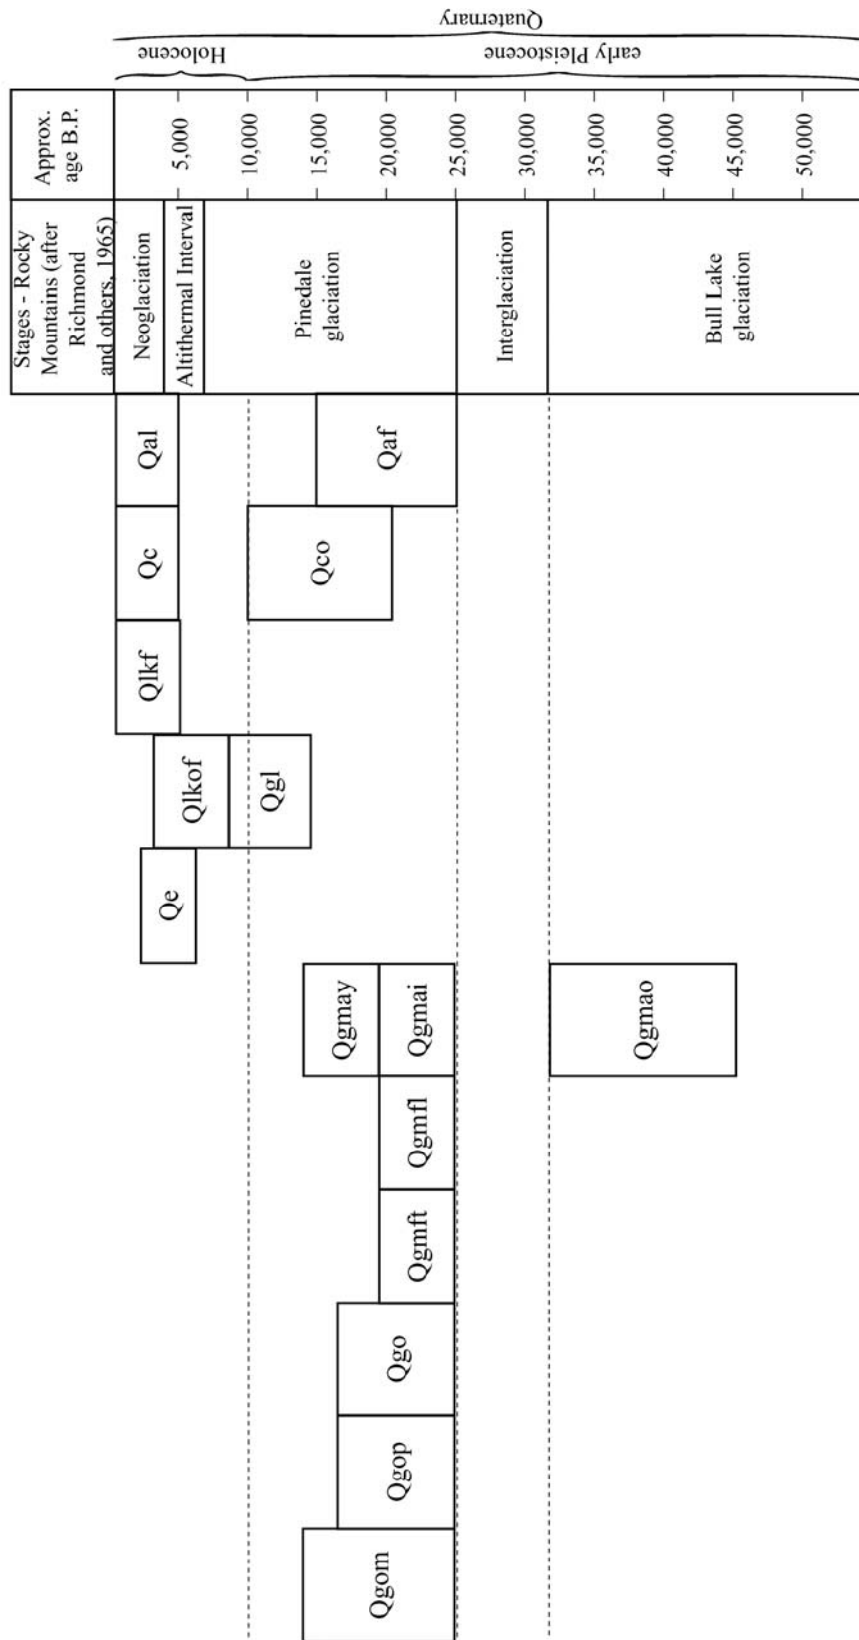 Quaternary
Holocene
early Pleistocene
Approx.
age B.P.
5,000
10,000
15,000
20,000
25,000
30,000
35,000
40,000
45,000
50,000
Stages - Rocky
Mountains (after
Richmond
and others, 1965)
Neoglaciation
Altithermal Interval
Pinedale
glaciation
Interglaciation
Bull Lake
glaciation
Qal
Qaf
Qc
Qco
Qlkf
Qlkof
Qgl
Qe
Qgmay
Qgmai
Qgmao
Qgmfl
Qgmft
Qgo
Qgop
Qgom